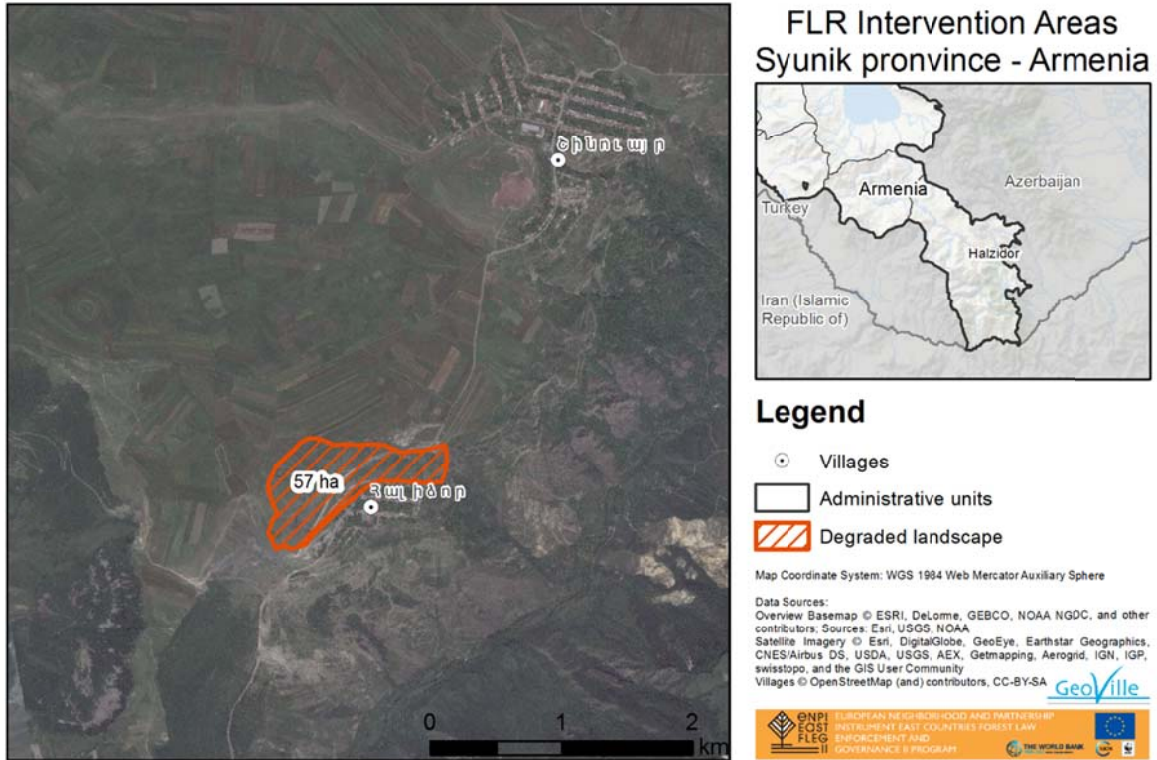 FLR Intervention Areas
Syunik pronvince - Armenia
Շինուայր
57 ha
Հալիձոր
0 1 2
km
Armenia
Azerbaijan
Turkey
Halzidor
Iran (Islamic
Republic of)
Legend
Villages
Administrative units
Degraded landscape
Map Coordinate System: WGS 1984 Web Mercator Auxiliary Sphere
Data Sources:
Overview Basemap © ESRI, DeLorme, GEBCO, NOAA NGDC, and other
contributors; Sources: Esri, USGS, NOAA
Satellite Imagery © Esri, DigitalGlobe, GeoEye, Earthstar Geographics,
CNES/Airbus DS, USDA, USGS, AEX, Getmapping, Aerogrid, IGN, IGP,
swisstopo, and the GIS User Community
Villages © OpenStreetMap (and) contributors, CC-BY-SA
GeoVille
ENPI
EAST
FLEG
II
EUROPEAN NEIGHBORHOOD AND PARTNERSHIP
INSTRUMENT EAST COUNTRIES FOREST LAW
ENFORCEMENT AND
GOVERNANCE II PROGRAM
THE WORLD BANK